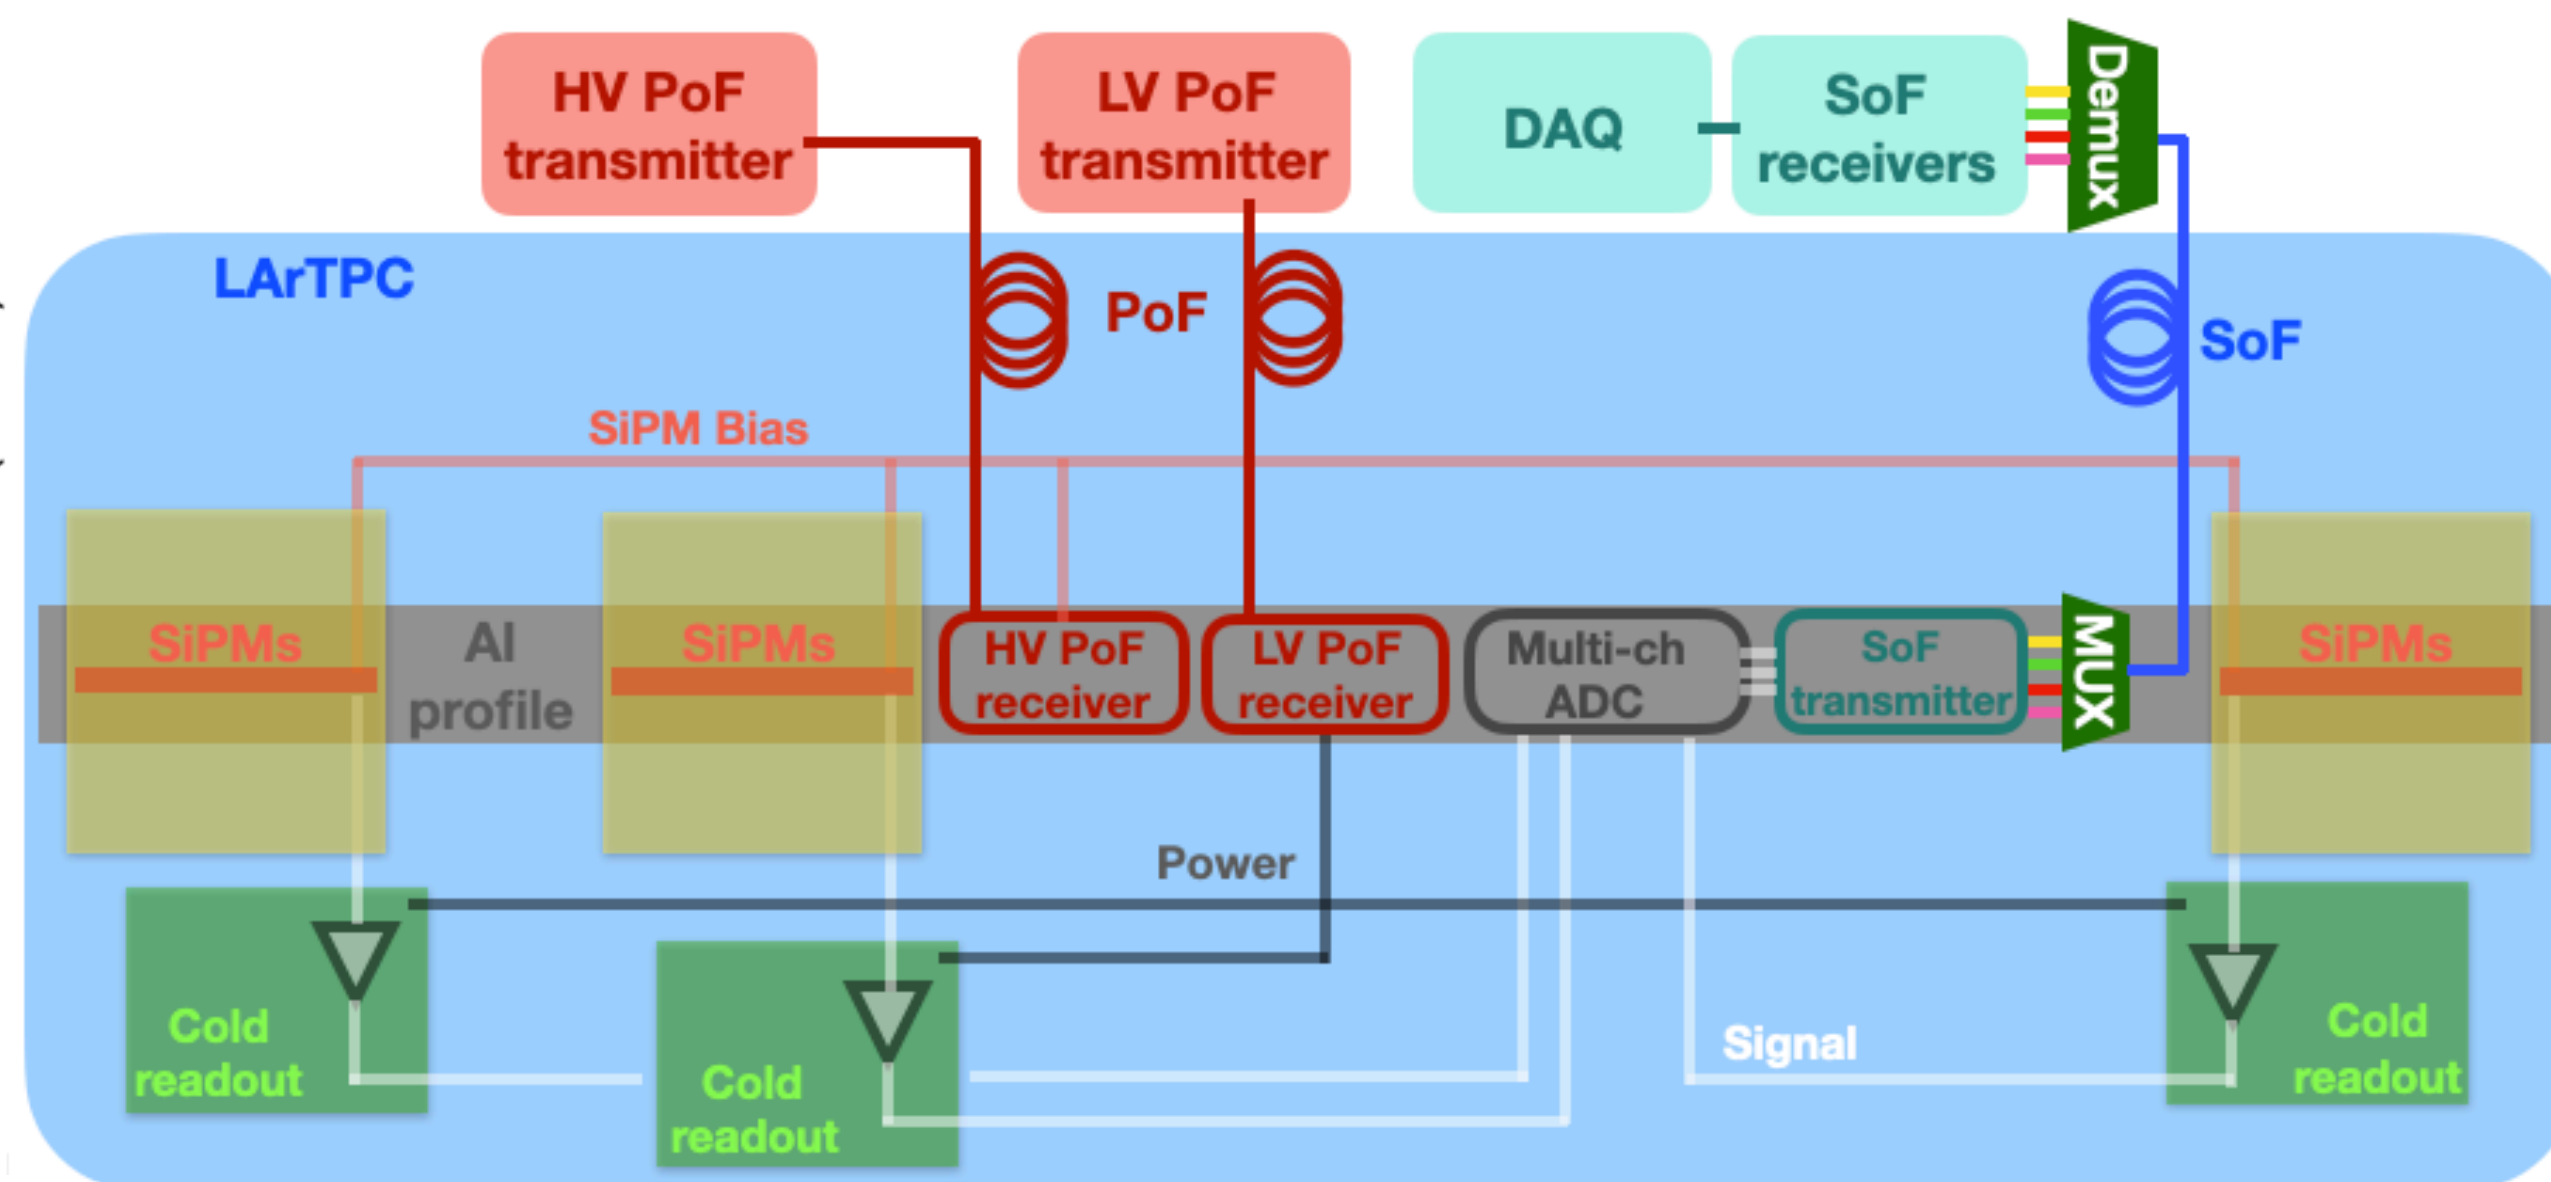 HV PoF
transmitter
LV PoF
transmitter
DAQ
SoF
receivers
Demux
LArTPC
PoF
SoF
SiPM Bias
SiPMs
Al
profile
SiPMs
HV PoF
receiver
LV PoF
receiver
Multi-ch
ADC
SoF
transmitter
MUX
SiPMs
Power
Cold
readout
Cold
readout
Signal
Cold
readout